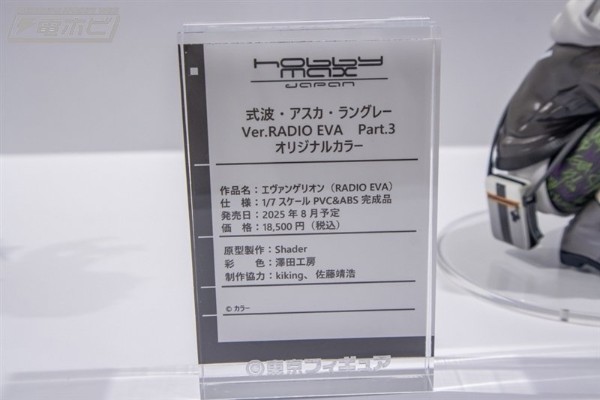 電ホビ
HOBBY
MAX
JAPAN
式波・アスカ・ラングレー
Ver.RADIO EVA Part.3
オリジナルカラー
作品名：エヴァンゲリオン（RADIO EVA）
仕 様：1/7 スケール PVC&ABS 完成品
発売日：2025 年 8 月予定
価 格：18,500 円（税込）
原型製作：Shader
彩 色：澤田工房
制作協力：kiking、佐藤靖浩
© カラー
©東京フィギュア